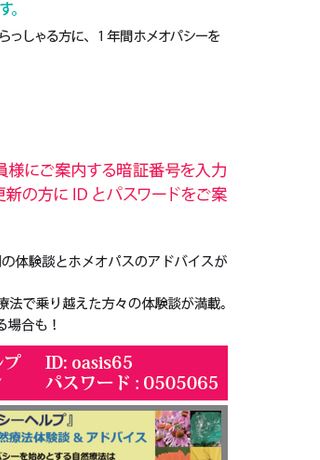 す。
らっしゃる方に、1年間ホメオパシーを
員様にご案内する暗証番号を入力
更新の方に ID とパスワードをご案
の体験談とホメオパスのアドバイスが
療法で乗り越えた方々の体験談が満載。
る場合も！
ルプ ID: oasis65
パスワード : 0505065
シーヘルプ』
然療法体験談 & アドバイス
パシーを始めとする自然療法は